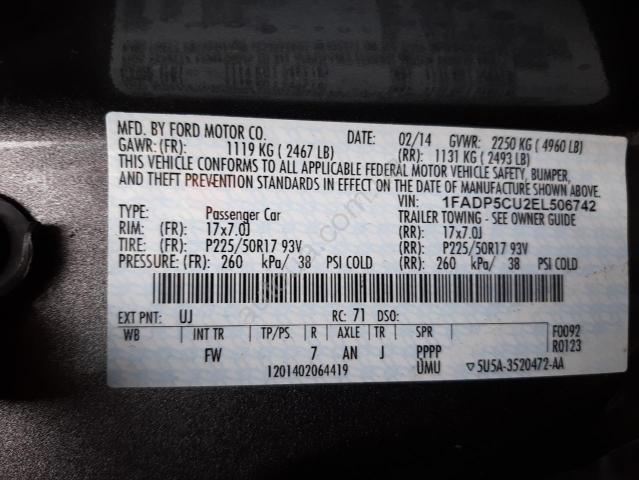 MFD. BY FORD MOTOR CO. DATE: 02/14 GVWR: 2250 KG ( 4960 LB)
GAWR:(FR): 1119 KG ( 2467 LB) (RR): 1131 KG ( 2493 LB)
THIS VEHICLE CONFORMS TO ALL APPLICABLE FEDERAL MOTOR VEHICLE SAFETY, BUMPER,
AND THEFT PREVENTION STANDARDS IN EFFECT ON THE DATE OF MANUFACTURE SHOWN ABOVE.
VIN: 1FADP5CU2EL506742
TYPE: Passenger Car TRAILER TOWING - SEE OWNER GUIDE
RIM: (FR): 17x7.0J (RR): 17x7.0J
TIRE: (FR): P225/50R17 93V (RR): P225/50R17 93V
PRESSURE: (FR): 260 kPa/ 38 PSI COLD (RR): 260 kPa/ 38 PSI COLD
EXT PNT: UJ RC: 71 DSO:
WB INT TR TP/PS R AXLE TR SPR F0092
FW 7 AN J PPPP R0123
1201402064419 UMU ▽5U5A-3520472-AA